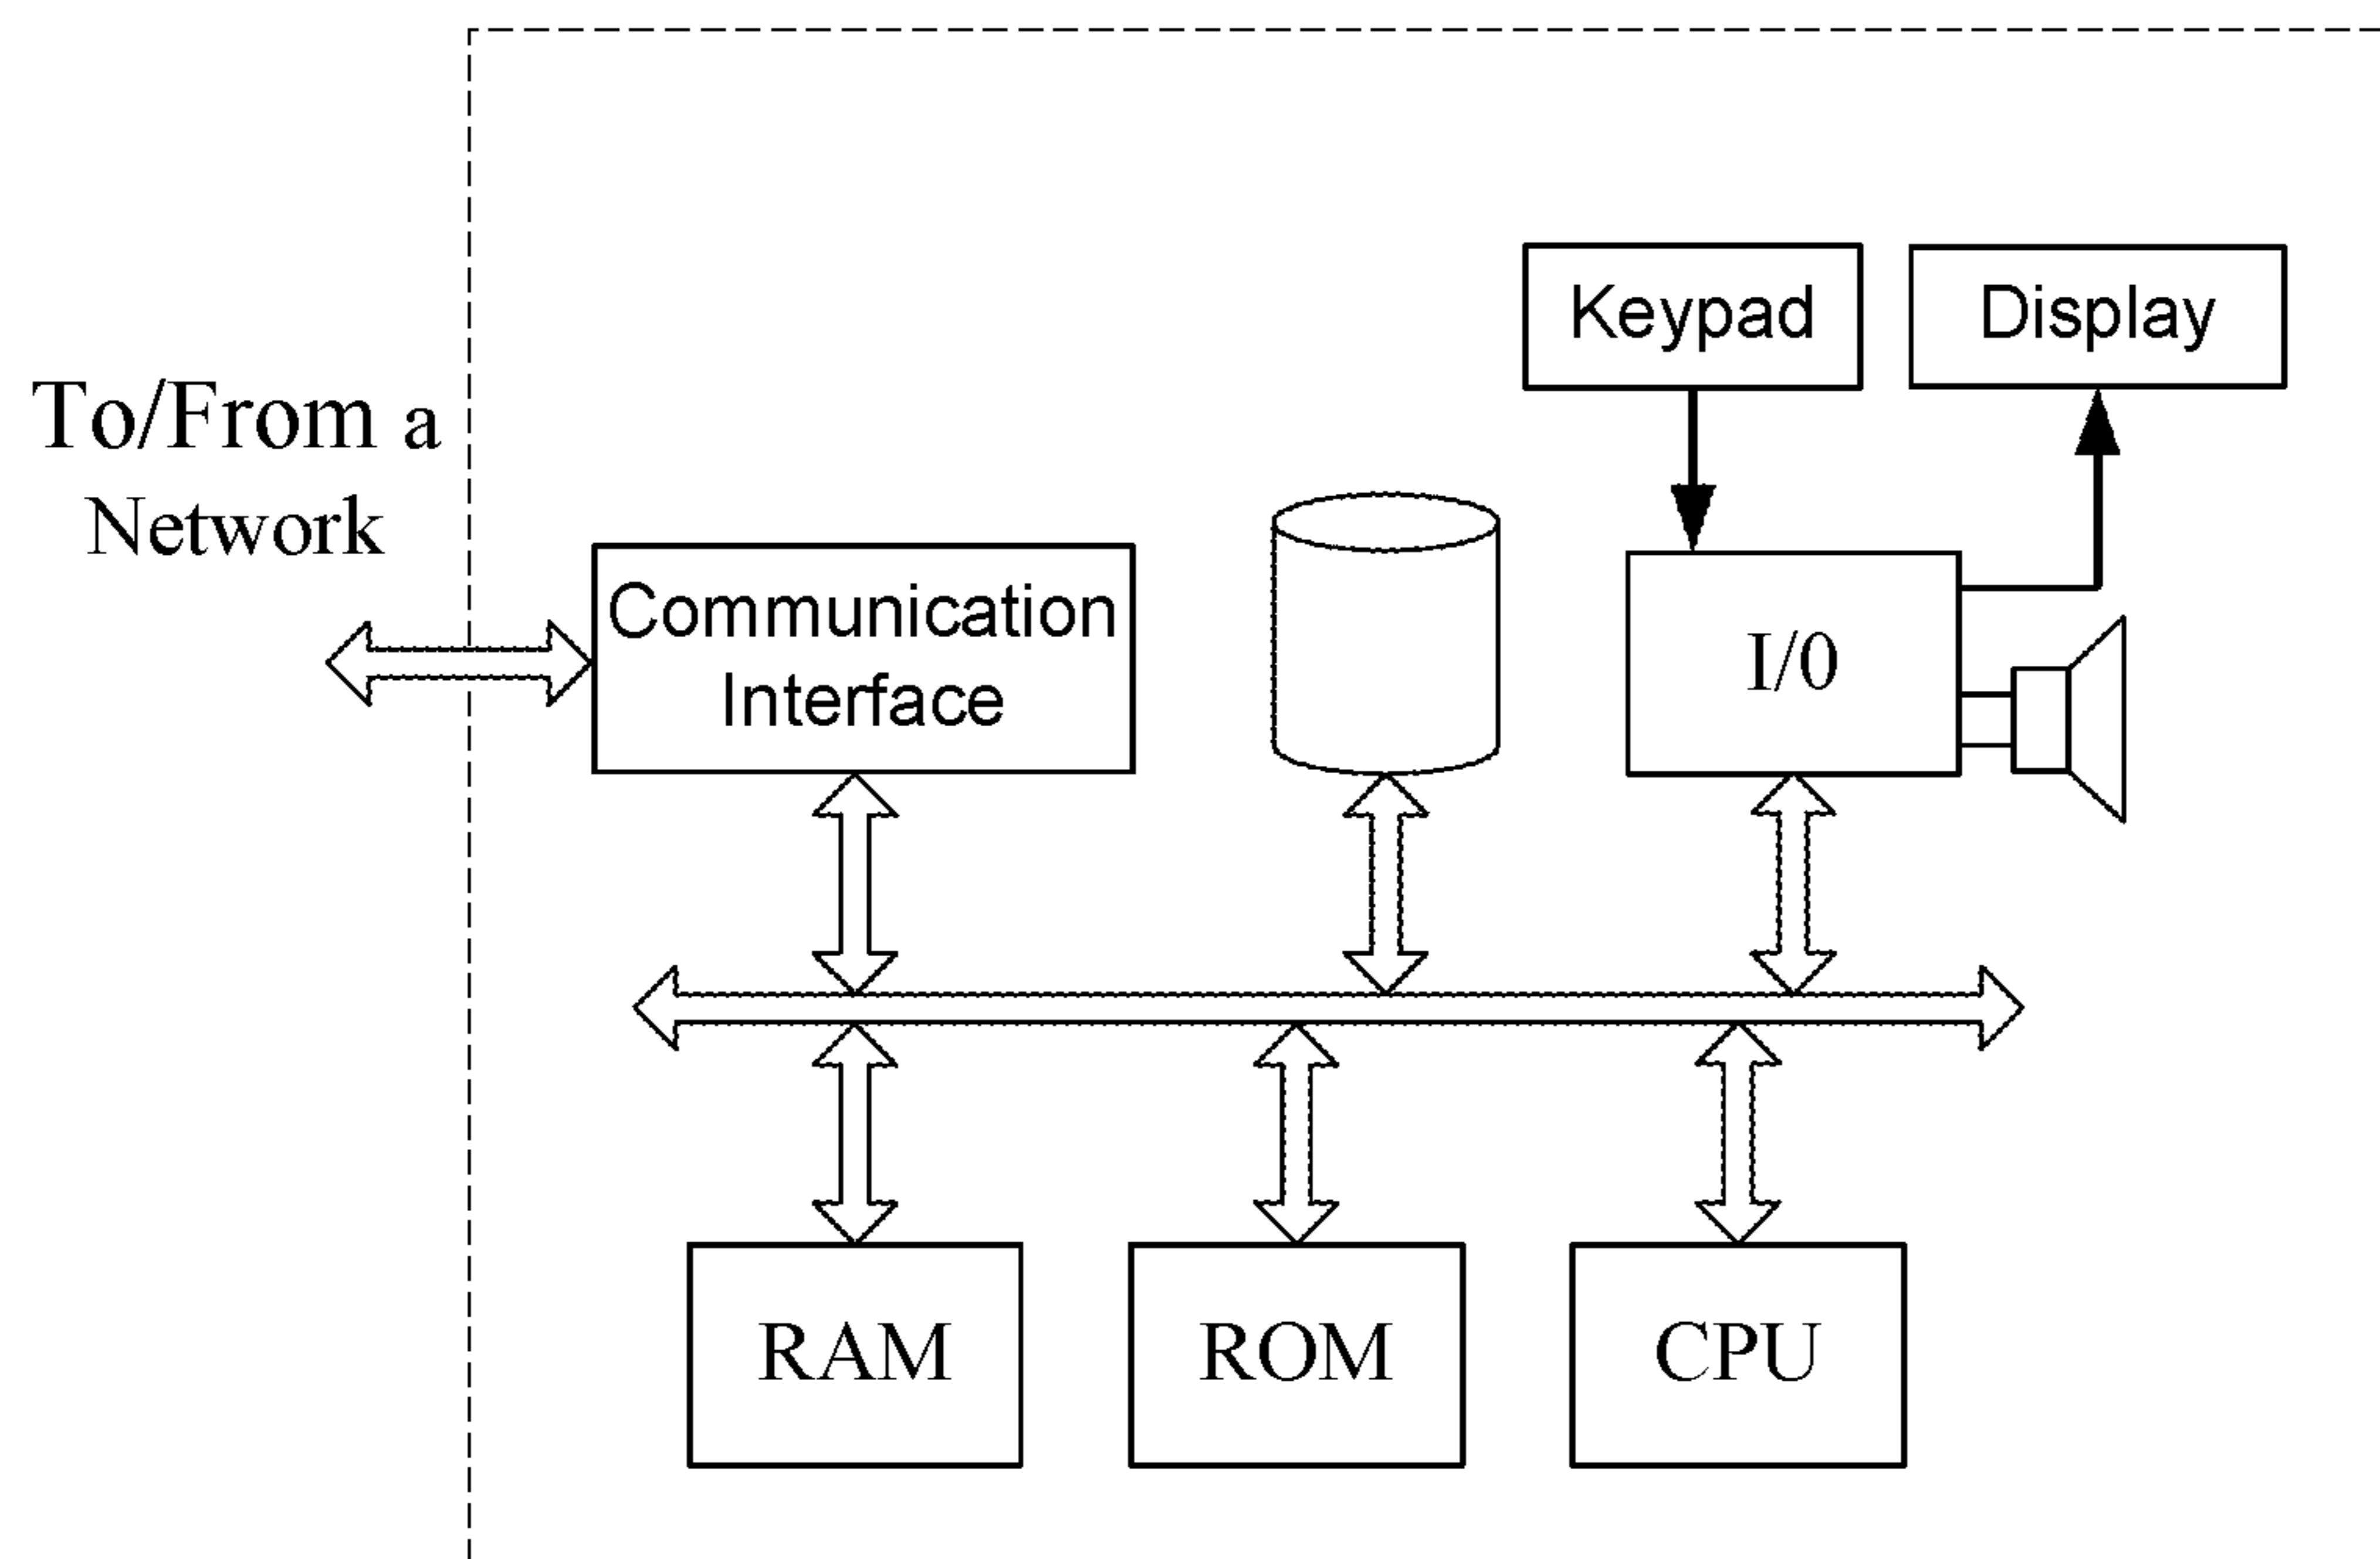 Keypad
Display
To/From a
Network
Communication
Interface
I/0
RAM
ROM
CPU